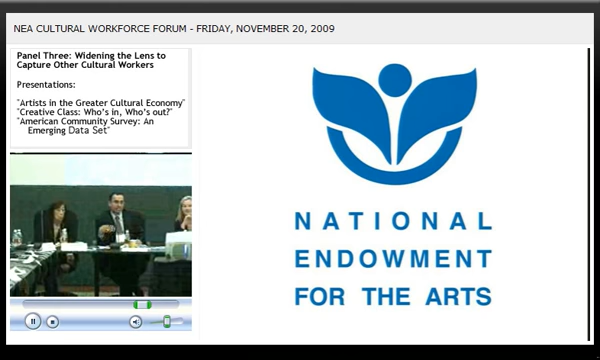 NEA CULTURAL WORKFORCE FORUM - FRIDAY, NOVEMBER 20, 2009
Panel Three: Widening the Lens to
Capture Other Cultural Workers
Presentations:
"Artists in the Greater Cultural Economy"
"Creative Class: Who's in, Who's out?"
"American Community Survey: An
Emerging Data Set"
NATIONAL
ENDOWMENT
FOR THE ARTS